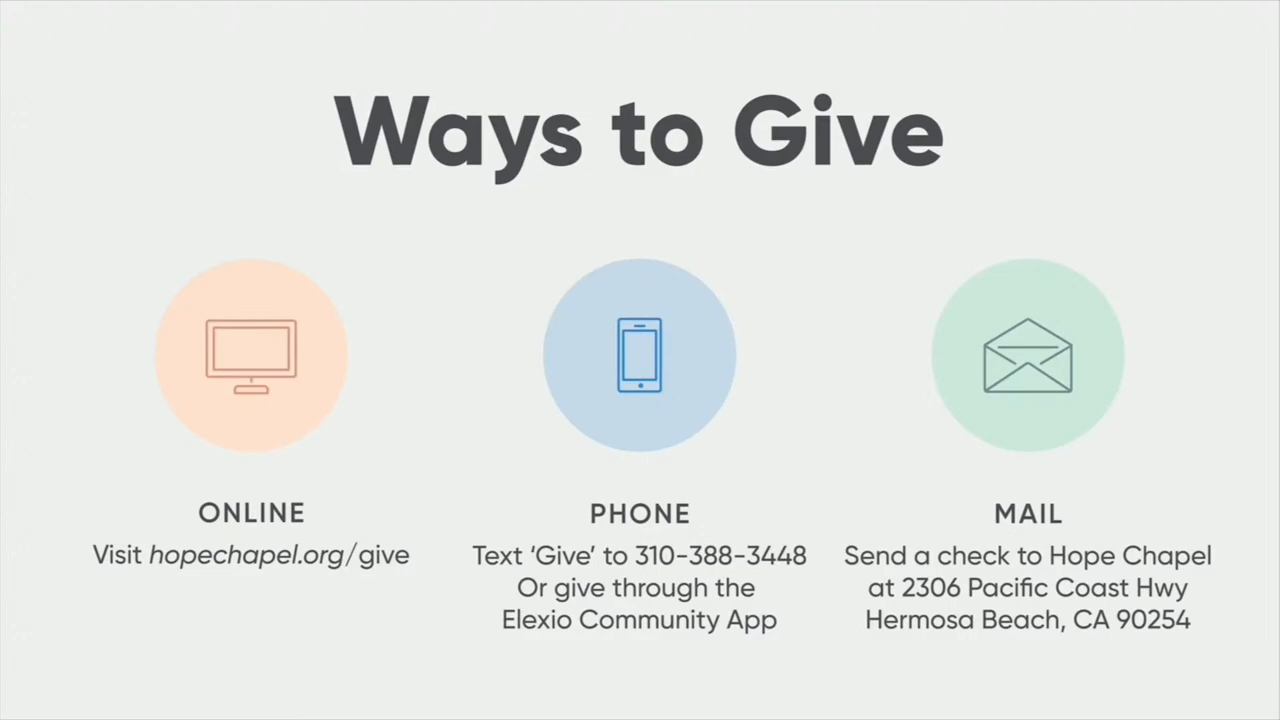 Ways to Give
ONLINE
Visit hopechapel.org/give
PHONE
Text ‘Give’ to 310-388-3448
Or give through the
Elexio Community App
MAIL
Send a check to Hope Chapel
at 2306 Pacific Coast Hwy
Hermosa Beach, CA 90254